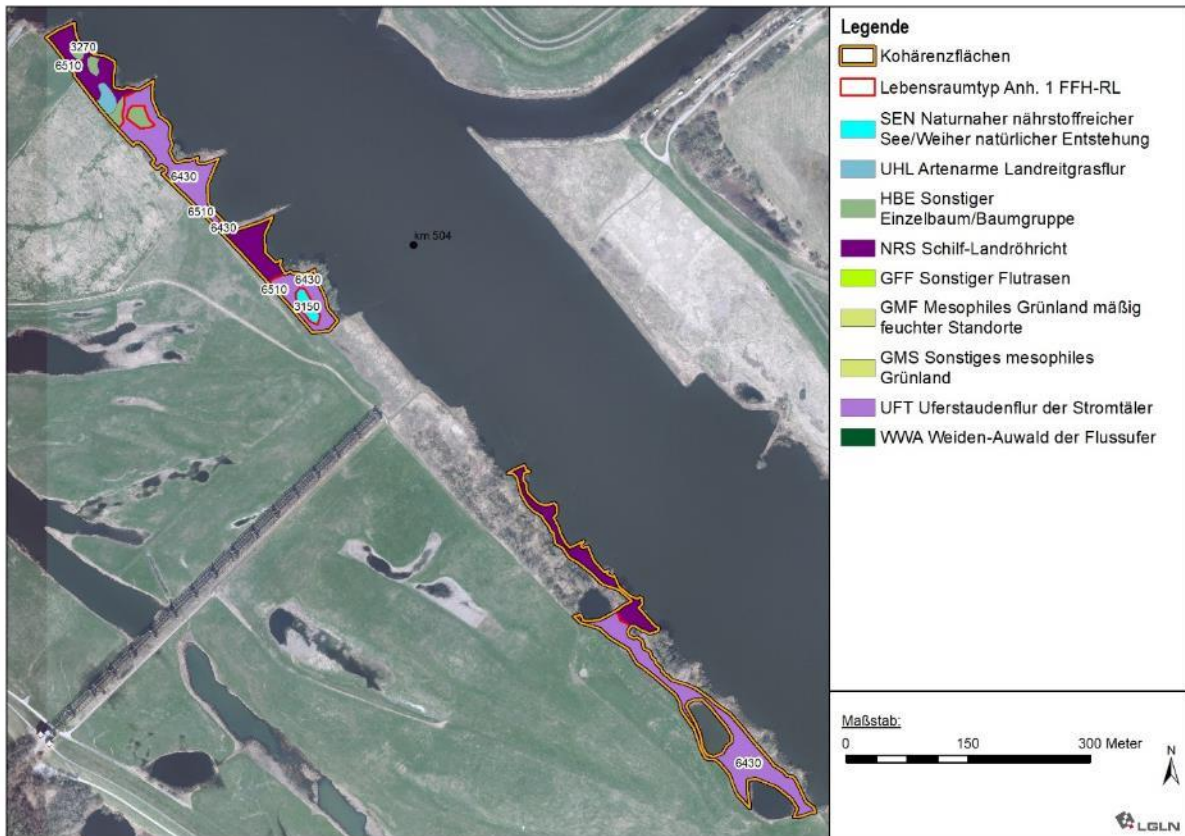 3270
6510
6430
6510
6430
km 504
6430
6510
3150
6430
Legende
Kohärenzflächen
Lebensraumtyp Anh. 1 FFH-RL
SEN Naturnaher nährstoffreicher
See/Weiher natürlicher Entstehung
UHL Artenarme Landreitgrasflur
HBE Sonstiger
Einzelbaum/Baumgruppe
NRS Schilf-Landröhricht
GFF Sonstiger Flutrasen
GMF Mesophiles Grünland mäßig
feuchter Standorte
GMS Sonstiges mesophiles
Grünland
UFT Uferstaudenflur der Stromtäler
WWA Weiden-Auwald der Flussufer
Maßstab:
0 150 300 Meter
N
LGLN